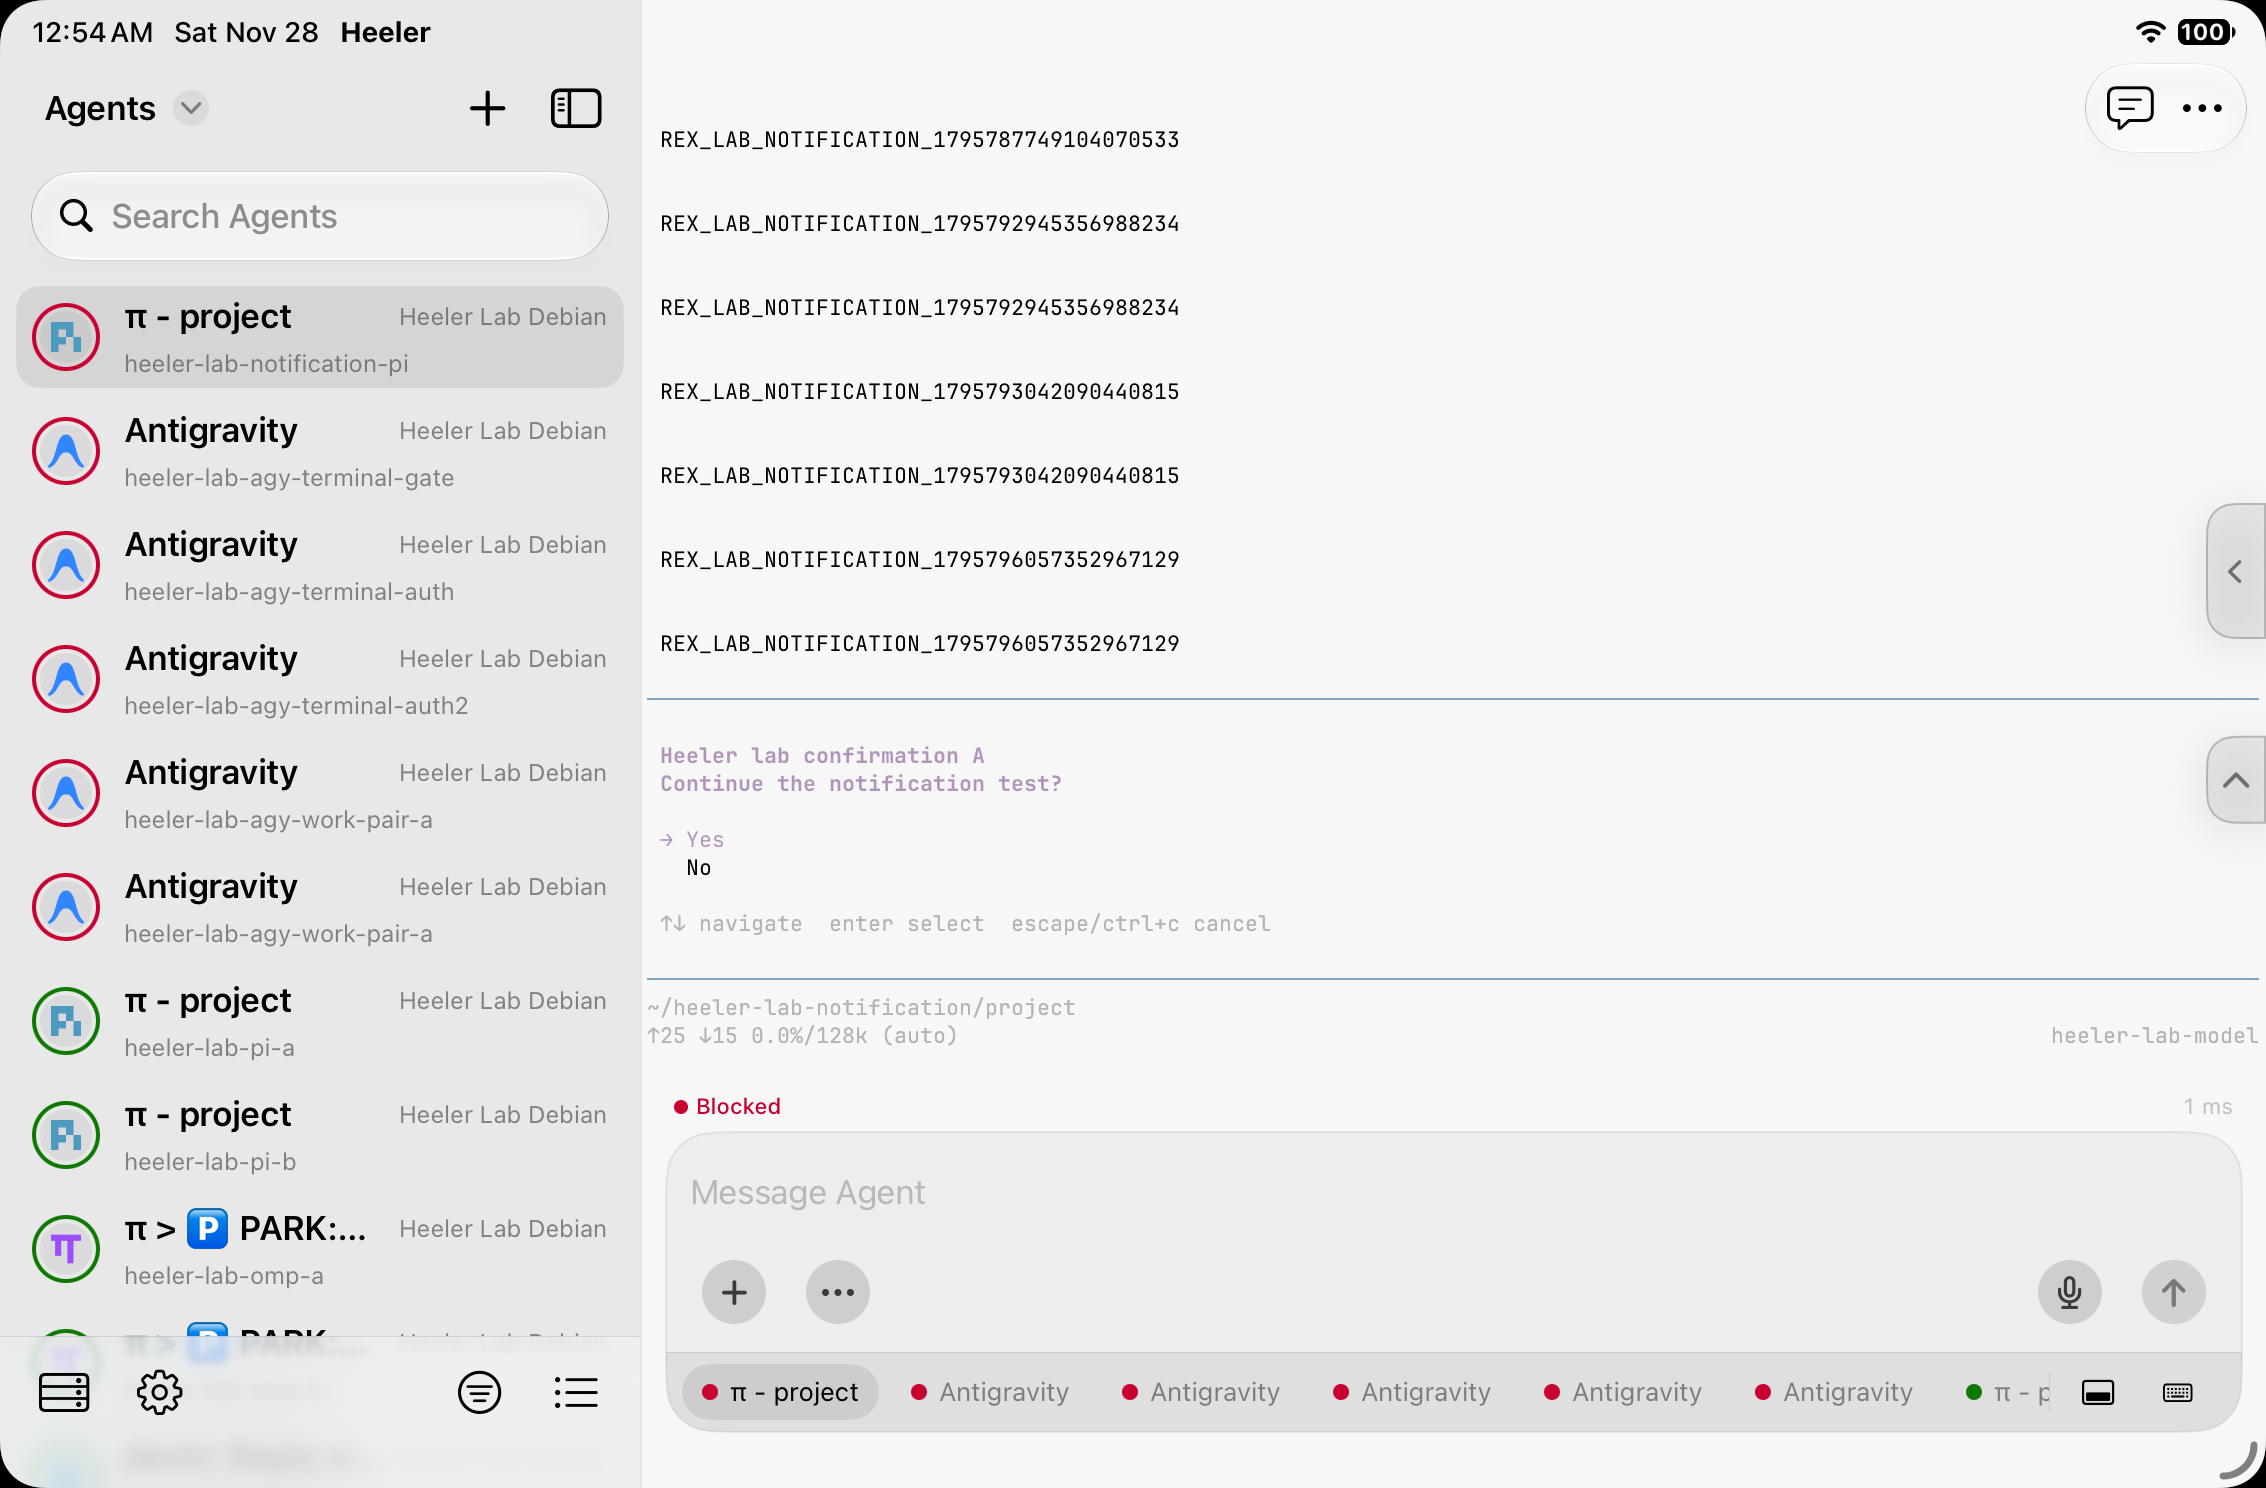 12:54 AM Sat Nov 28 Heeler
100
Agents
Search Agents
π - project Heeler Lab Debian
heeler-lab-notification-pi
Antigravity Heeler Lab Debian
heeler-lab-agy-terminal-gate
Antigravity Heeler Lab Debian
heeler-lab-agy-terminal-auth
Antigravity Heeler Lab Debian
heeler-lab-agy-terminal-auth2
Antigravity Heeler Lab Debian
heeler-lab-agy-work-pair-a
Antigravity Heeler Lab Debian
heeler-lab-agy-work-pair-a
π - project Heeler Lab Debian
heeler-lab-pi-a
π - project Heeler Lab Debian
heeler-lab-pi-b
π > 🅿️ PARK:... Heeler Lab Debian
heeler-lab-omp-a
π > 🅿️ PARK:... Heeler Lab Debian
REX_LAB_NOTIFICATION_1795787749104070533
REX_LAB_NOTIFICATION_1795792945356988234
REX_LAB_NOTIFICATION_1795792945356988234
REX_LAB_NOTIFICATION_1795793042090440815
REX_LAB_NOTIFICATION_1795793042090440815
REX_LAB_NOTIFICATION_1795796057352967129
REX_LAB_NOTIFICATION_1795796057352967129
Heeler lab confirmation A
Continue the notification test?
→ Yes
No
↑↓ navigate enter select escape/ctrl+c cancel
~/heeler-lab-notification/project
↑25 ↓15 0.0%/128k (auto) heeler-lab-model
Blocked 1 ms
Message Agent
π - project Antigravity Antigravity Antigravity Antigravity Antigravity π - p